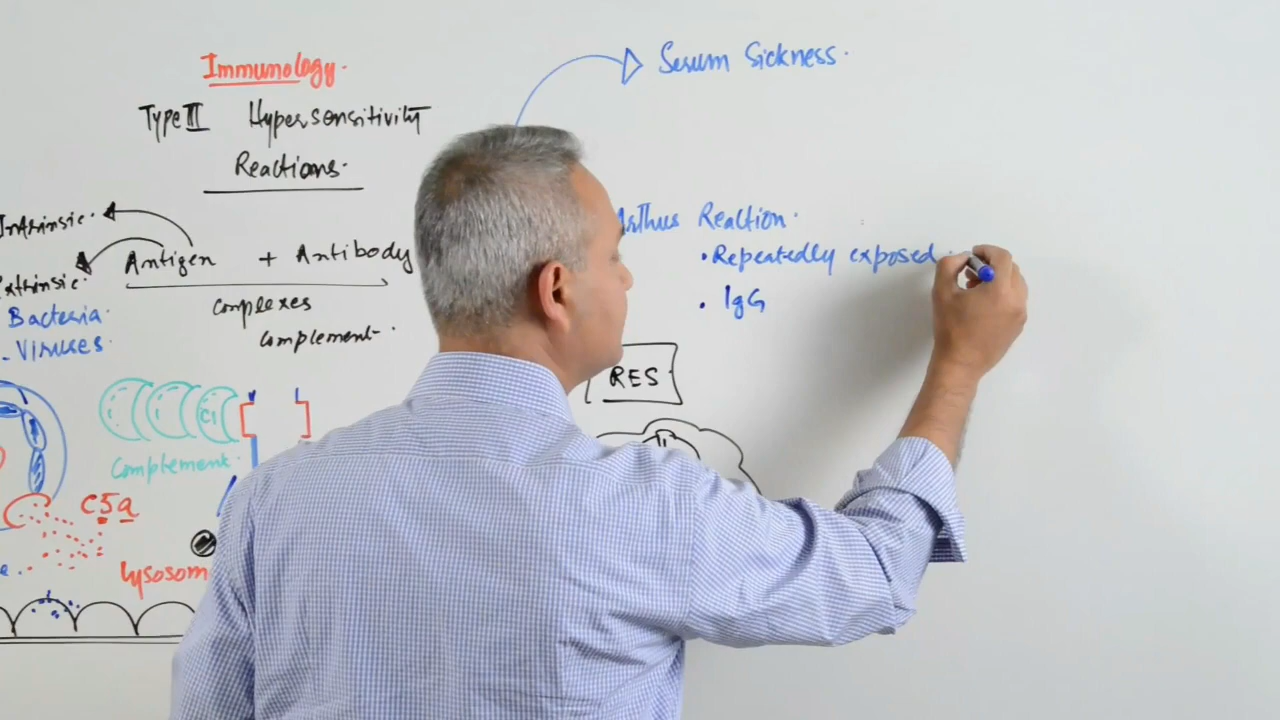 Immunology.
Type III Hypersensitivity
Reactions.
Serum Sickness.
Intrinsic.
Antigen + Antibody
Complexes
Complement.
Extrinsic.
Bacteria.
- Viruses.
Arthus Reaction.
• Repeatedly exposed
• IgG
RES
C1
Complement.
C5a
Lysosom